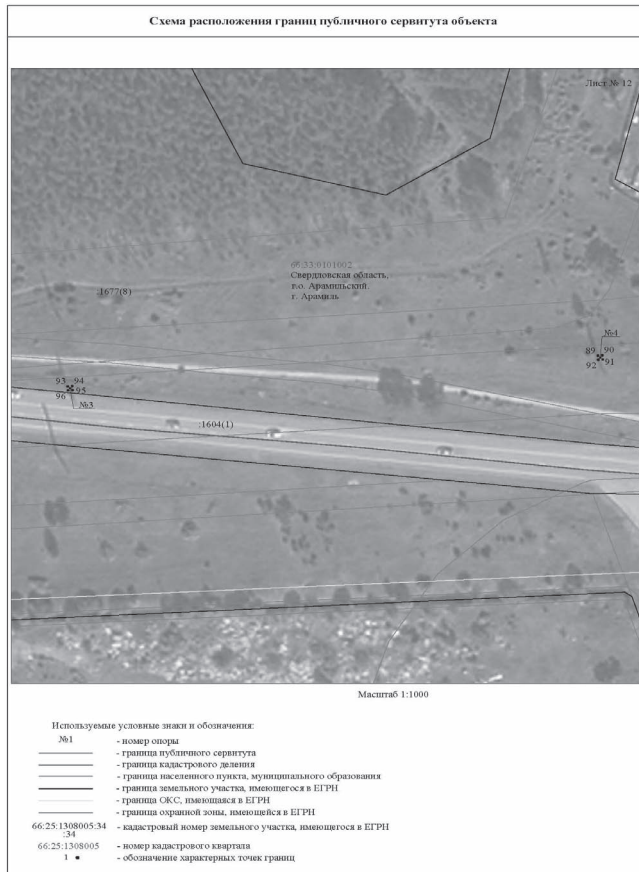 Схема расположения границ публичного сервитута объекта
Лист № 12
66:33:0101002
Свердловская область,
г.о. Арамильский.
г. Арамиль
:1677(8)
№4
89 90
92 91
93 94
96 95
№3
:1604(1)
Масштаб 1:1000
Используемые условные знаки и обозначения:
№1 - номер опоры
- граница публичного сервитута
- граница кадастрового деления
- граница населенного пункта, муниципального образования
- граница земельного участка, имеющегося в ЕГРН
- граница ОКС, имеющаяся в ЕГРН
- граница охранной зоны, имеющейся в ЕГРН
66:25:1308005:34
:34 - кадастровый номер земельного участка, имеющегося в ЕГРН
66:25:1308005 - номер кадастрового квартала
1 - обозначение характерных точек границ